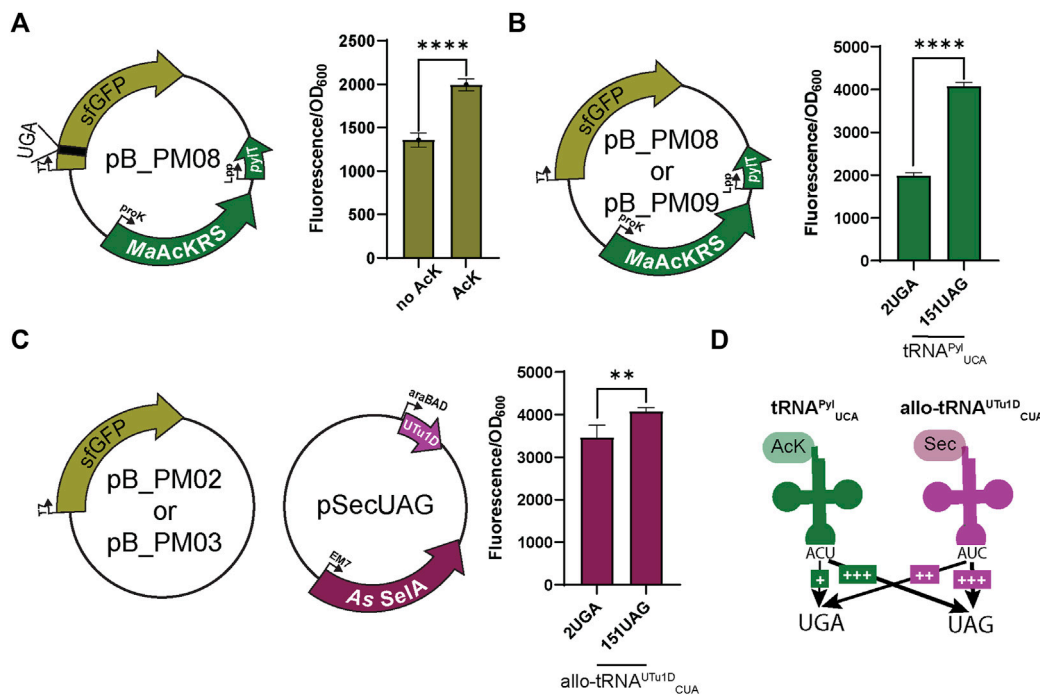 A
UGA
sfGFP
T7
pB_PM08
Lpp
pylT
proK
MaAcKRS
Fluorescence/OD600
2500
2000
1500
1000
500
0
****
no AcK
AcK
B
sfGFP
T7
pB_PM08
or
pB_PM09
Lpp
pylT
proK
MaAcKRS
Fluorescence/OD600
5000
4000
3000
2000
1000
0
****
2UGA
151UAG
tRNAPylUCA
C
sfGFP
T7
pB_PM02
or
pB_PM03
araBAD
UTu1D
pSecUAG
EM7
As SelA
Fluorescence/OD600
5000
4000
3000
2000
1000
0
**
2UGA
151UAG
allo-tRNAUTu1DCUA
D
tRNAPylUCA
allo-tRNAUTu1DCUA
AcK
Sec
ACU
AUC
+
+++
++
+++
UGA
UAG